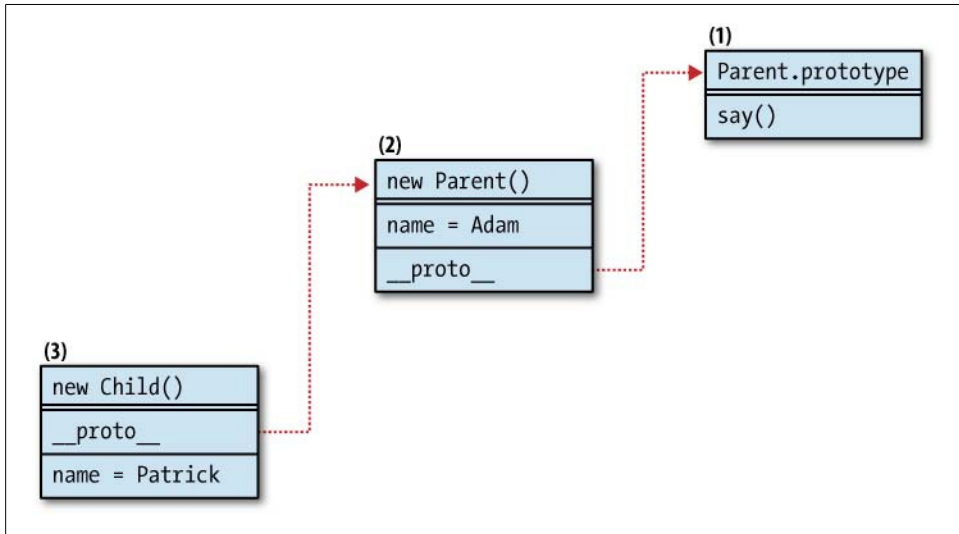 (1)
Parent.prototype
say()
(2)
new Parent()
name = Adam
__proto__
(3)
new Child()
__proto__
name = Patrick